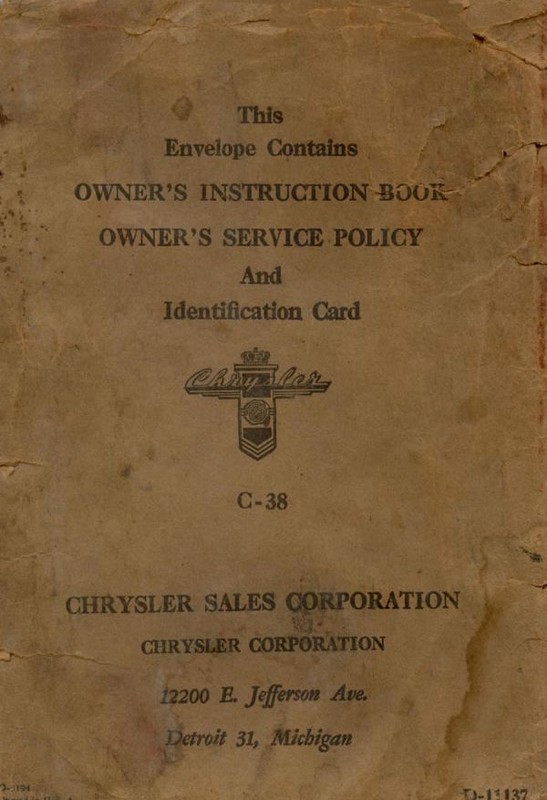 This
Envelope Contains
OWNER'S INSTRUCTION BOOK
OWNER'S SERVICE POLICY
And
Identification Card
Chrysler
C-38
CHRYSLER SALES CORPORATION
CHRYSLER CORPORATION
12200 E. Jefferson Ave.
Detroit 31, Michigan
D-11137